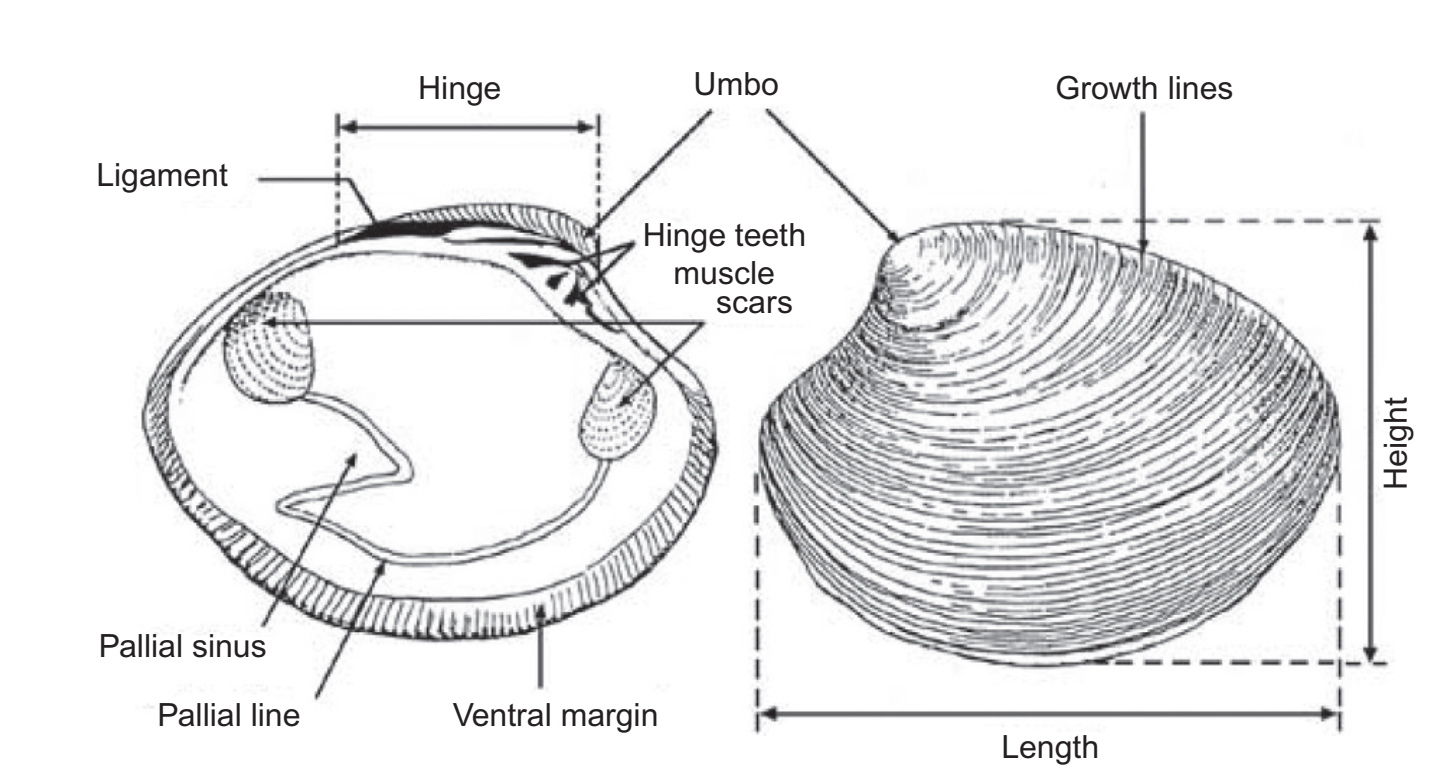 Hinge
Umbo
Growth lines
Ligament
Hinge teeth
muscle
scars
Height
Pallial sinus
Pallial line
Ventral margin
Length